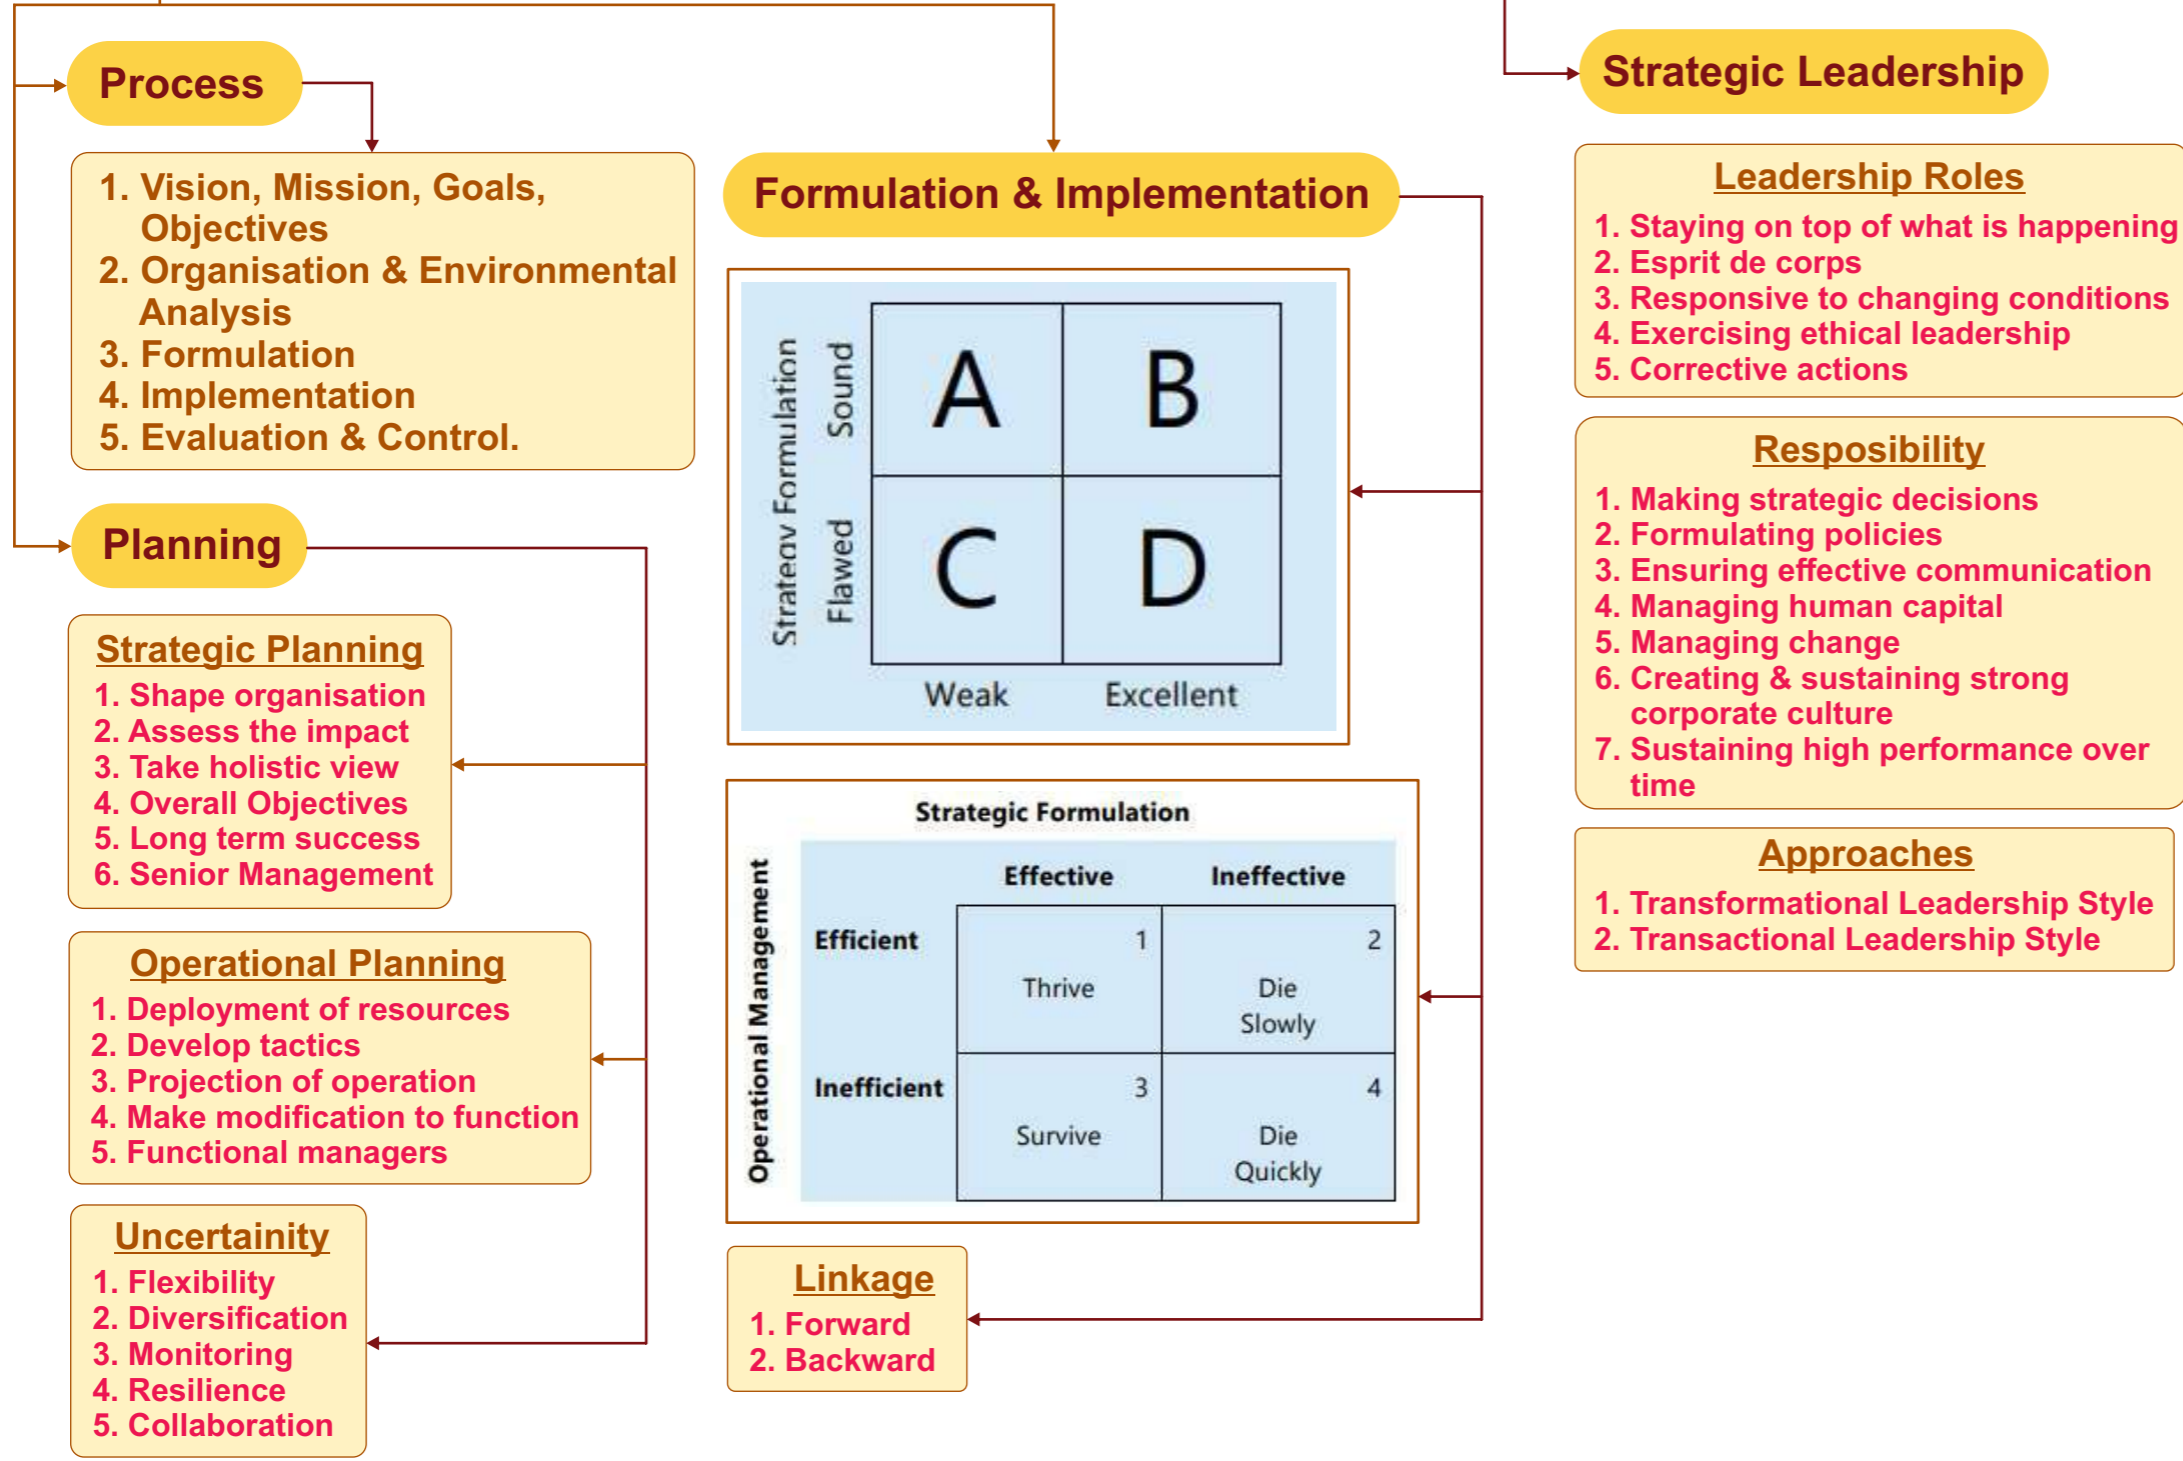 Process
1. Vision, Mission, Goals,
Objectives
2. Organisation & Environmental
Analysis
3. Formulation
4. Implementation
5. Evaluation & Control.
Planning
Strategic Planning
1. Shape organisation
2. Assess the impact
3. Take holistic view
4. Overall Objectives
5. Long term success
6. Senior Management
Operational Planning
1. Deployment of resources
2. Develop tactics
3. Projection of operation
4. Make modification to function
5. Functional managers
Uncertainity
1. Flexibility
2. Diversification
3. Monitoring
4. Resilience
5. Collaboration
Formulation & Implementation
Strategy Formulation
Sound
A B
Flawed
C D
Weak Excellent
Strategic Formulation
Operational Management
Effective Ineffective
Efficient 1 2
Thrive Die
Slowly
Inefficient 3 4
Survive Die
Quickly
Linkage
1. Forward
2. Backward
Strategic Leadership
Leadership Roles
1. Staying on top of what is happening
2. Esprit de corps
3. Responsive to changing conditions
4. Exercising ethical leadership
5. Corrective actions
Resposibility
1. Making strategic decisions
2. Formulating policies
3. Ensuring effective communication
4. Managing human capital
5. Managing change
6. Creating & sustaining strong
corporate culture
7. Sustaining high performance over
time
Approaches
1. Transformational Leadership Style
2. Transactional Leadership Style